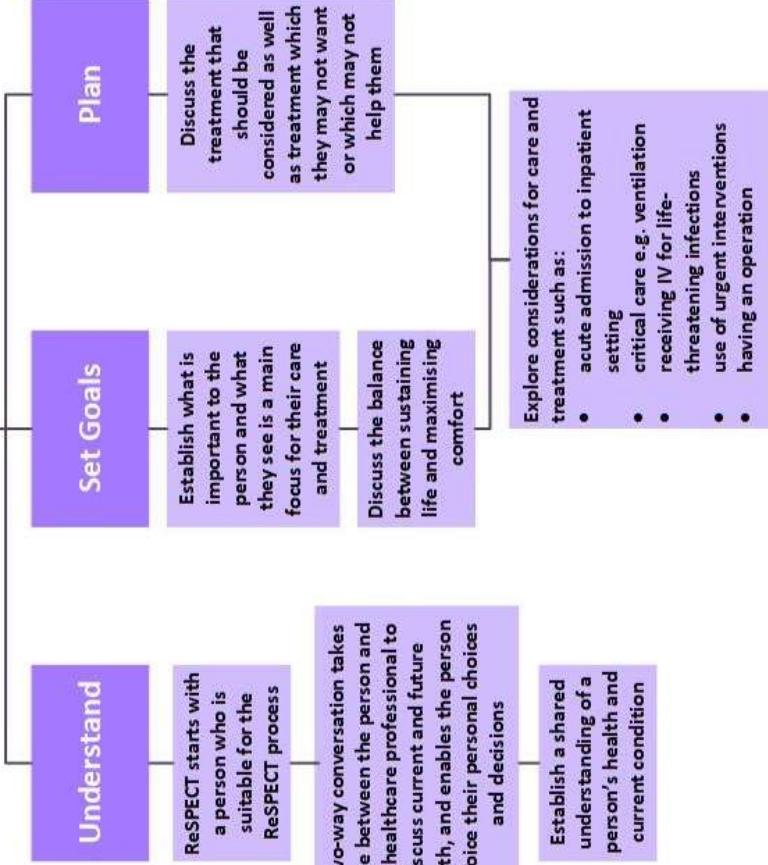 Understand
ReSPECT starts with
a person who is
suitable for the
ReSPECT process
conversation takes
between the person and
healthcare professional to
current and future
and enables the person
their personal choices
and decisions
Establish a shared
understanding of a
person's health and
current condition
Set Goals
Establish what is
important to the
person and what
they see is a main
focus for their care
and treatment
Discuss the balance
between sustaining
life and maximising
comfort
Plan
Discuss the
treatment that
should be
considered as well
as treatment which
they may not want
or which may not
help them
Explore considerations for care and
treatment such as:
• acute admission to inpatient
setting
• critical care e.g. ventilation
• receiving IV for life-
threatening infections
• use of urgent interventions
• having an operation